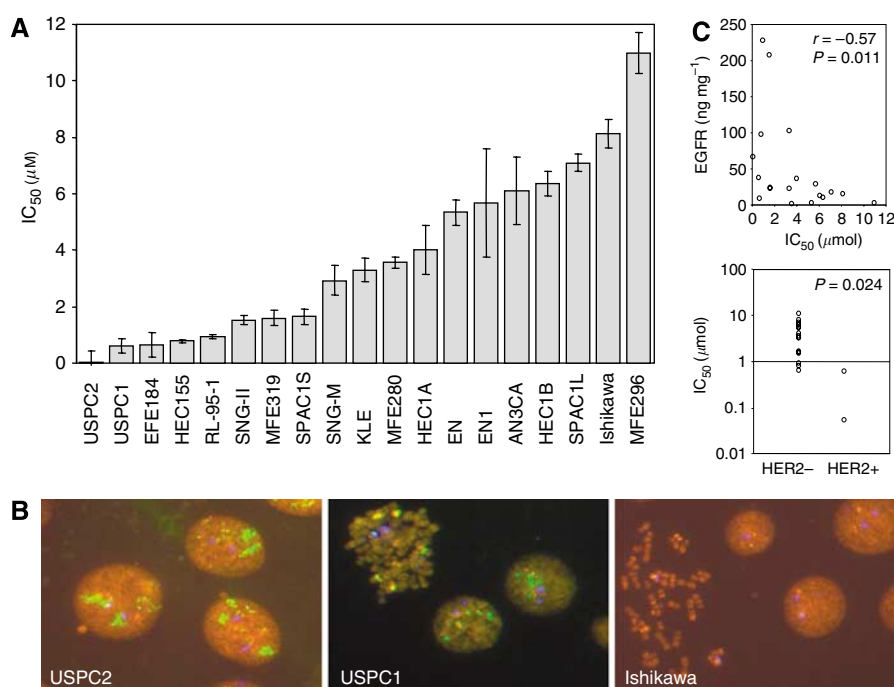 A
12
10
8
6
4
2
0
IC50 (μM)
USPC2
USPC1
EFE184
HEC155
RL-95-1
SNG-II
MFE319
SPAC1S
SNG-M
KLE
MFE280
HEC1A
EN
EN1
AN3CA
HEC1B
SPAC1L
Ishikawa
MFE296
C
250
200
150
100
50
0
EGFR (ng mg−1)
r = −0.57
P = 0.011
0 2 4 6 8 10 12
IC50 (μmol)
100
10
1
0.1
0.01
IC50 (μmol)
P = 0.024
HER2− HER2+
B
USPC2
USPC1
Ishikawa